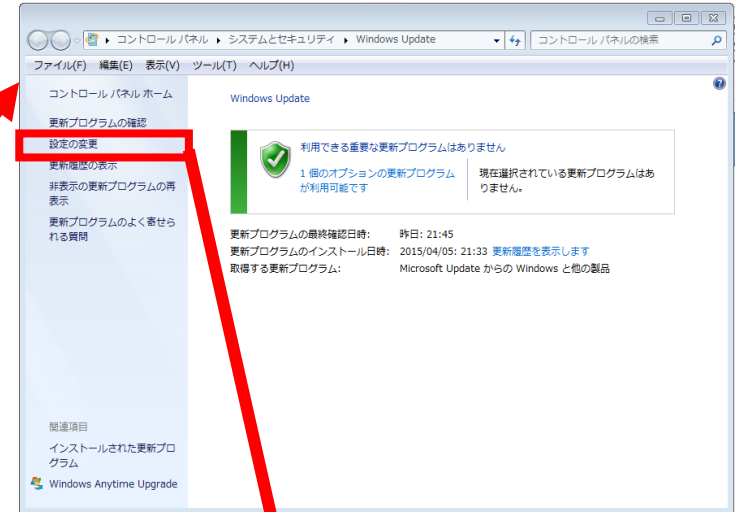 コントロール パネル ▸ システムとセキュリティ ▸ Windows Update
コントロール パネルの検索
ファイル(F) 編集(E) 表示(V) ツール(T) ヘルプ(H)
コントロール パネル ホーム
更新プログラムの確認
設定の変更
更新履歴の表示
非表示の更新プログラムの再
表示
更新プログラムのよく寄せら
れる質問
Windows Update
利用できる重要な更新プログラムはありません
1 個のオプションの更新プログラム
が利用可能です
現在選択されている更新プログラムはあ
りません。
更新プログラムの最終確認日時: 昨日: 21:45
更新プログラムのインストール日時: 2015/04/05: 21:33 更新履歴を表示します
取得する更新プログラム: Microsoft Update からの Windows と他の製品
関連項目
インストールされた更新プロ
グラム
Windows Anytime Upgrade